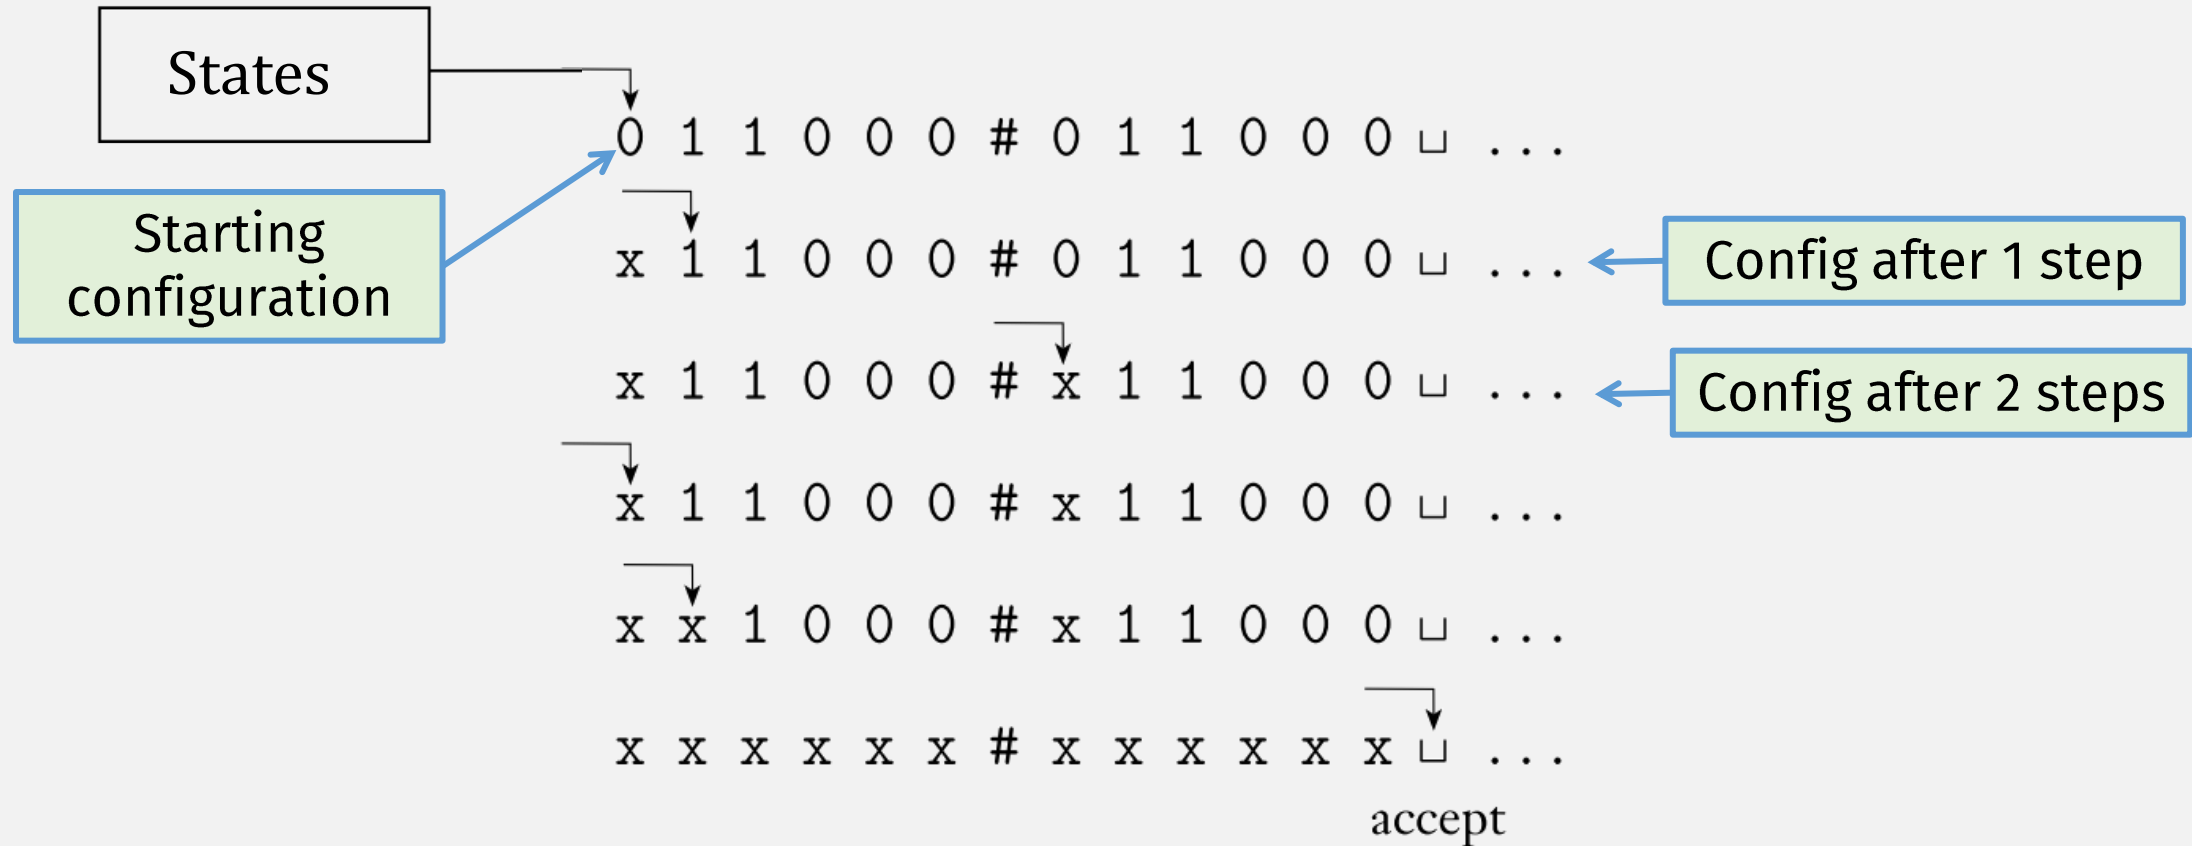 States
0 1 1 0 0 0 # 0 1 1 0 0 0 ␣ ...
Starting
configuration
x 1 1 0 0 0 # 0 1 1 0 0 0 ␣ ...
Config after 1 step
x 1 1 0 0 0 # x 1 1 0 0 0 ␣ ...
Config after 2 steps
x 1 1 0 0 0 # x 1 1 0 0 0 ␣ ...
x x 1 0 0 0 # x 1 1 0 0 0 ␣ ...
x x x x x x # x x x x x x ␣ ...
accept